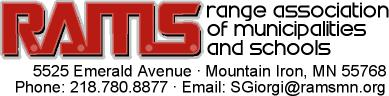 R.A.M.S
range association
of municipalities
and schools
5525 Emerald Avenue · Mountain Iron, MN 55768
Phone: 218.780.8877 · Email: SGiorgi@ramsmn.org